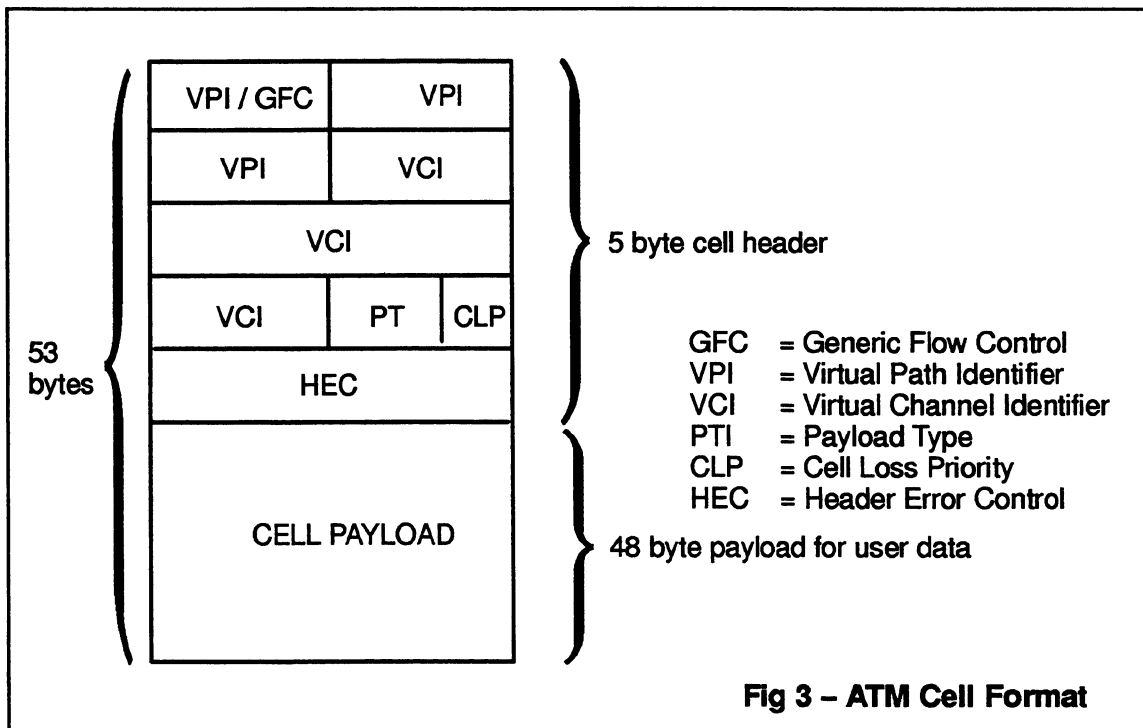 VPI / GFC VPI
VPI VCI
VCI
5 byte cell header
VCI PT CLP
53
bytes
HEC
GFC = Generic Flow Control
VPI = Virtual Path Identifier
VCI = Virtual Channel Identifier
PTI = Payload Type
CLP = Cell Loss Priority
HEC = Header Error Control
CELL PAYLOAD
48 byte payload for user data
Fig 3 – ATM Cell Format